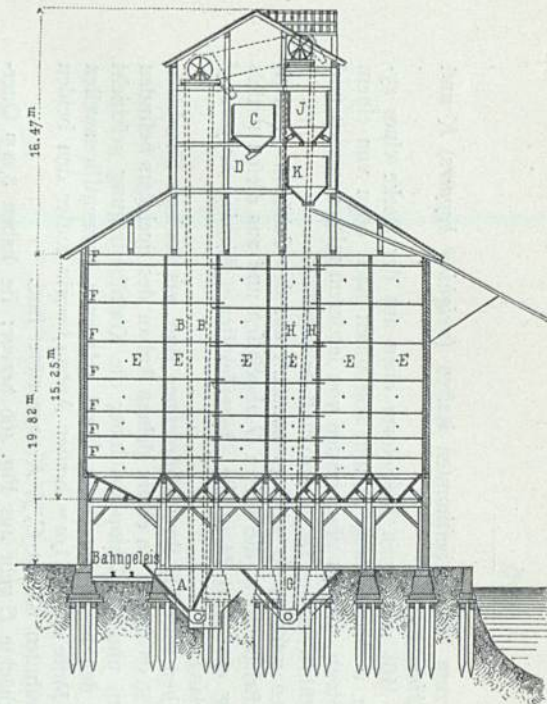 16.47 m
C
J
D
K
F
F
F
B B
H H
E E E E E E
F
F
F
F
15.25 m
19.82 m
Bahngeleis
A
G